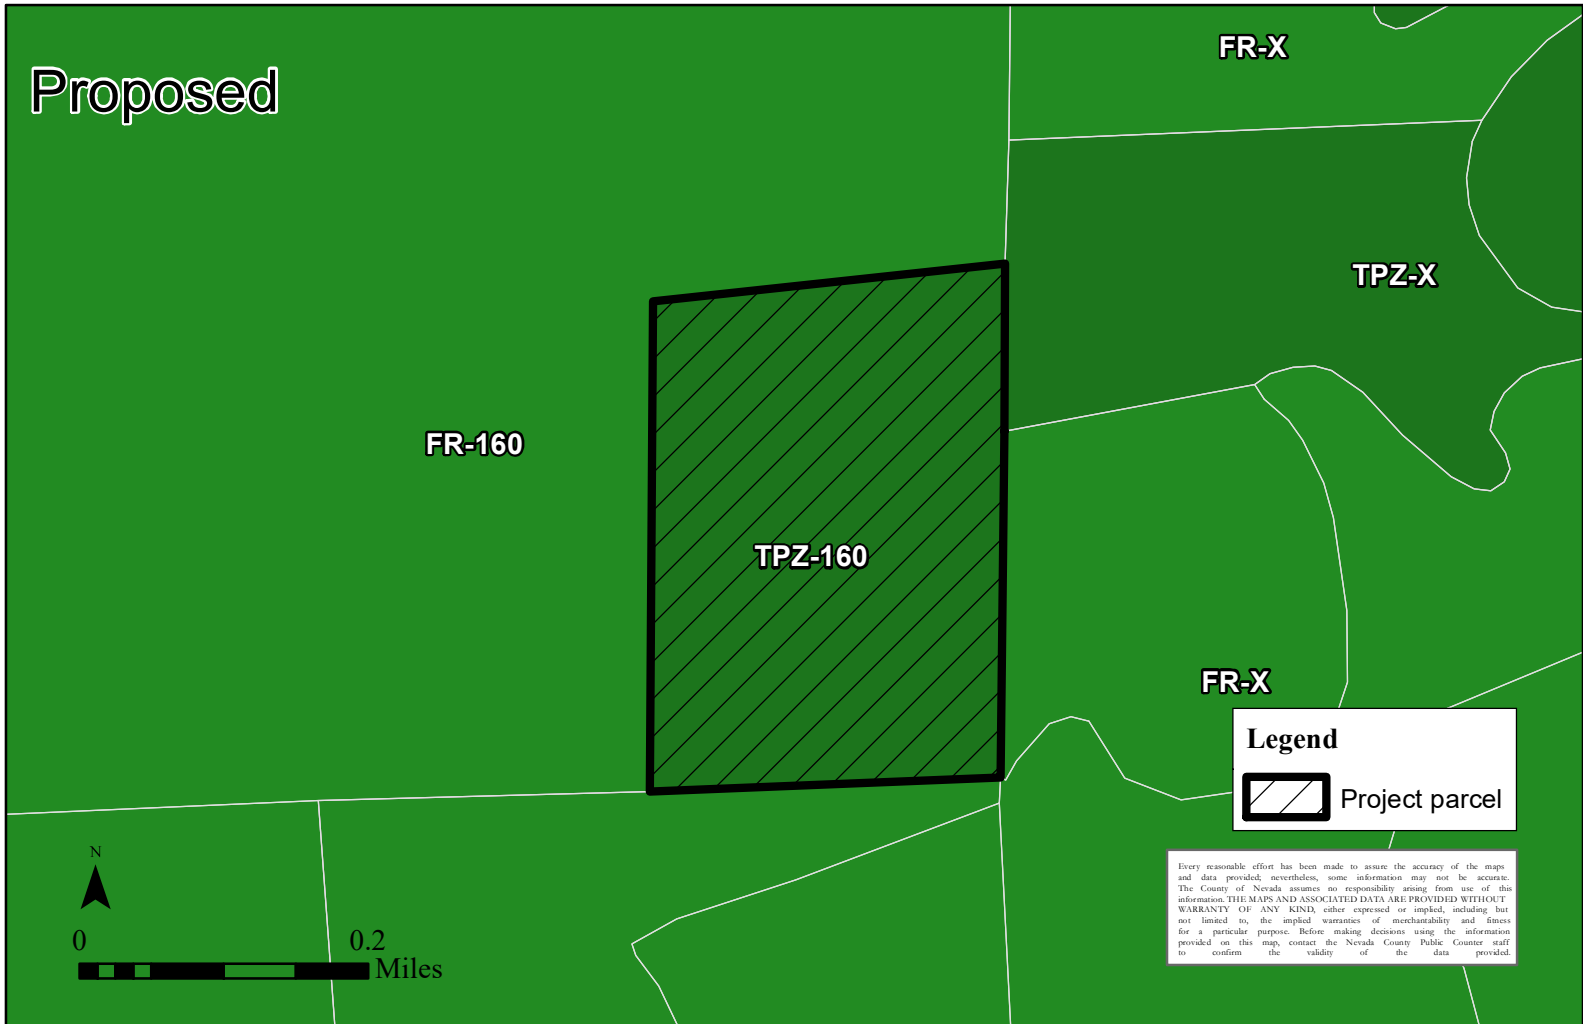 Proposed
FR-X
TPZ-X
FR-160
TPZ-160
FR-X
Legend
Project parcel
N
0 0.2
Miles
Every reasonable effort has been made to assure the accuracy of the maps
and data provided; nevertheless, some information may not be accurate.
The County of Nevada assumes no responsibility arising from use of this
information. THE MAPS AND ASSOCIATED DATA ARE PROVIDED WITHOUT
WARRANTY OF ANY KIND, either expressed or implied, including but
not limited to, the implied warranties of merchantability and fitness
for a particular purpose. Before making decisions using the information
provided on this map, contact the Nevada County Public Counter staff
to confirm the validity of the data provided.